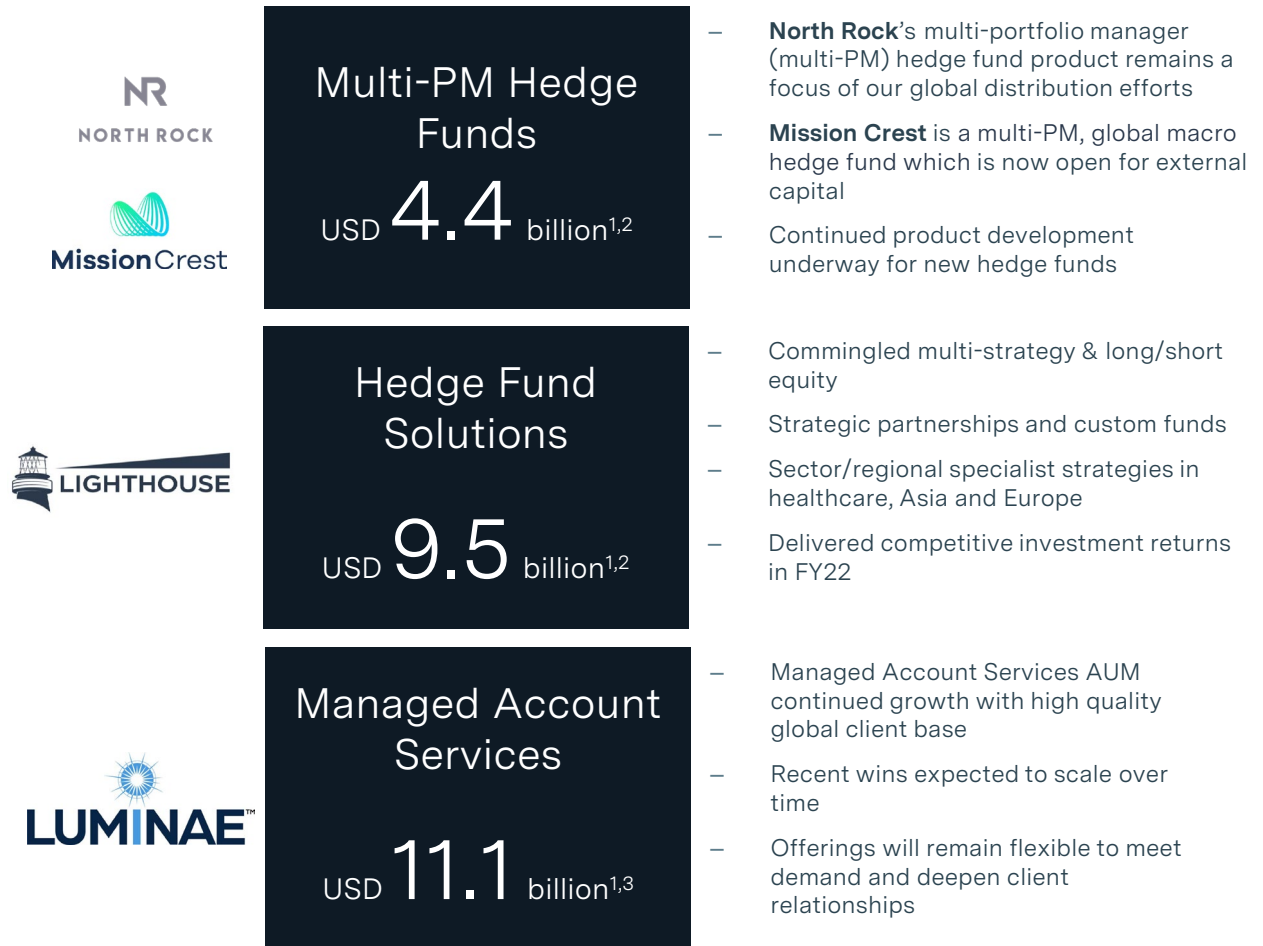 NR
NORTH ROCK
MissionCrest
Multi-PM Hedge
Funds
USD 4.4 billion1,2
– North Rock’s multi-portfolio manager
(multi-PM) hedge fund product remains a
focus of our global distribution efforts
– Mission Crest is a multi-PM, global macro
hedge fund which is now open for external
capital
– Continued product development
underway for new hedge funds
LIGHTHOUSE
Hedge Fund
Solutions
USD 9.5 billion1,2
– Commingled multi-strategy & long/short
equity
– Strategic partnerships and custom funds
– Sector/regional specialist strategies in
healthcare, Asia and Europe
– Delivered competitive investment returns
in FY22
LUMINAE™
Managed Account
Services
USD 11.1 billion1,3
– Managed Account Services AUM
continued growth with high quality
global client base
– Recent wins expected to scale over
time
– Offerings will remain flexible to meet
demand and deepen client
relationships